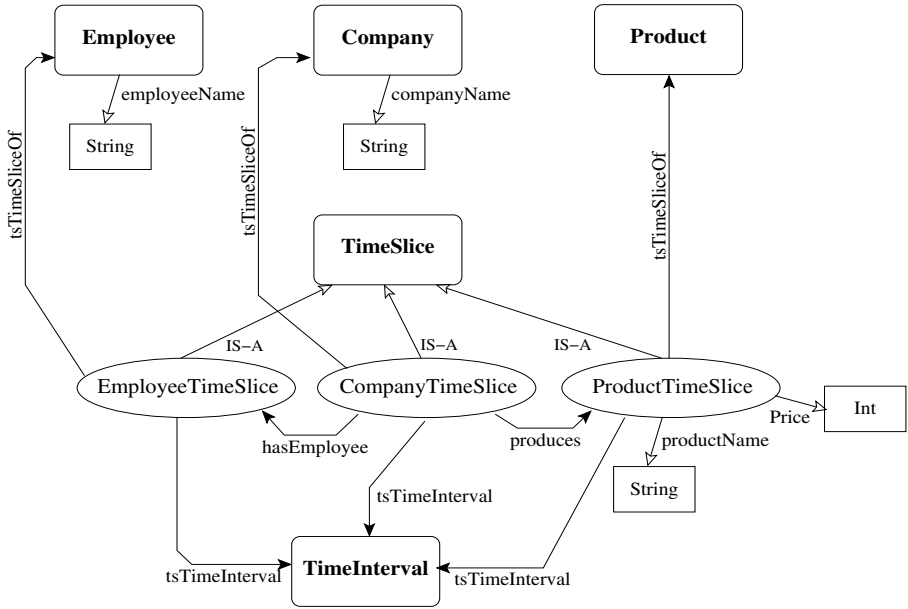 Employee
Company
Product
employeeName
companyName
String
String
tsTimeSliceOf
tsTimeSliceOf
tsTimeSliceOf
TimeSlice
IS−A
IS−A
IS−A
EmployeeTimeSlice
CompanyTimeSlice
ProductTimeSlice
Price
Int
hasEmployee
produces
productName
String
tsTimeInterval
TimeInterval
tsTimeInterval
tsTimeInterval